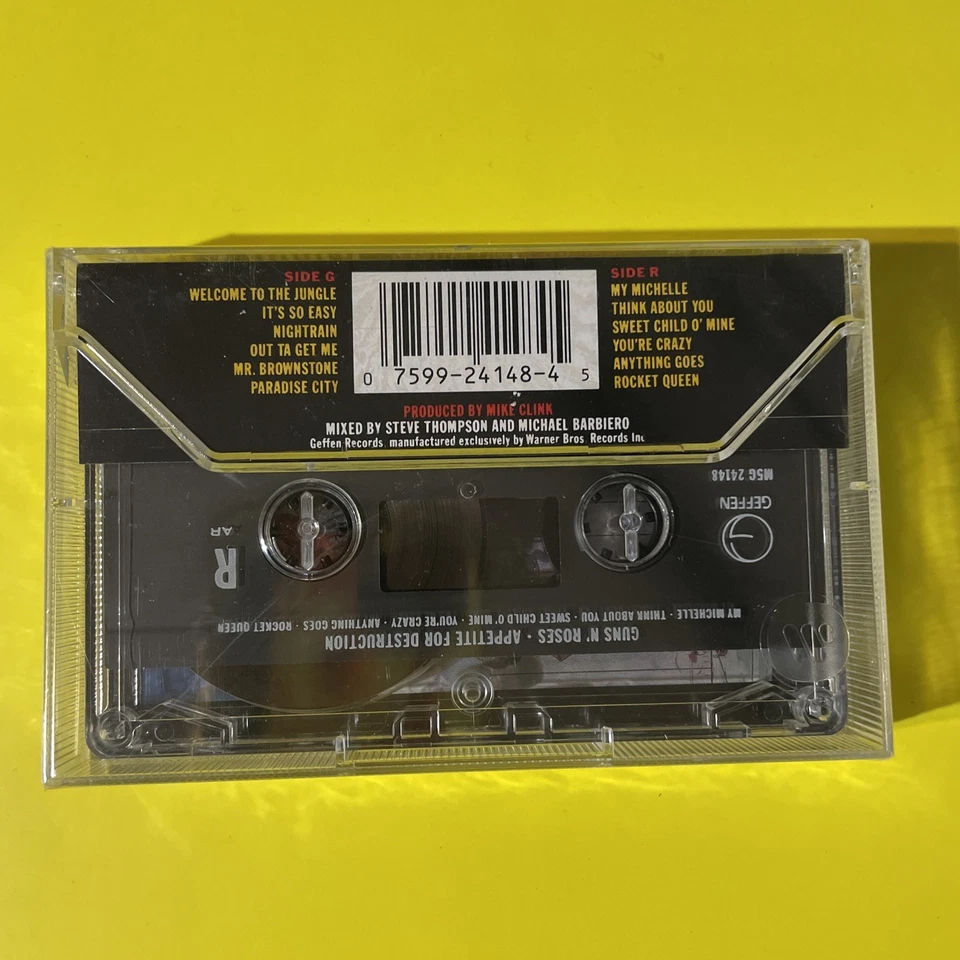 SIDE G
WELCOME TO THE JUNGLE
IT'S SO EASY
NIGHTRAIN
OUT TA GET ME
MR. BROWNSTONE
PARADISE CITY
0 7599-24148-4 5
SIDE R
MY MICHELLE
THINK ABOUT YOU
SWEET CHILD O' MINE
YOU'RE CRAZY
ANYTHING GOES
ROCKET QUEEN
PRODUCED BY MIKE CLINK
MIXED BY STEVE THOMPSON AND MICHAEL BARBIERO
Geffen Records manufactured exclusively by Warner Bros. Records Inc
GUNS N' ROSES · APPETITE FOR DESTRUCTION
MY MICHELLE · THINK ABOUT YOU SWEET CHILD O' MINE · YOU'RE CRAZY · ANYTHING GOES · ROCKET QUEEN
GEFFEN
M5G 24148
R